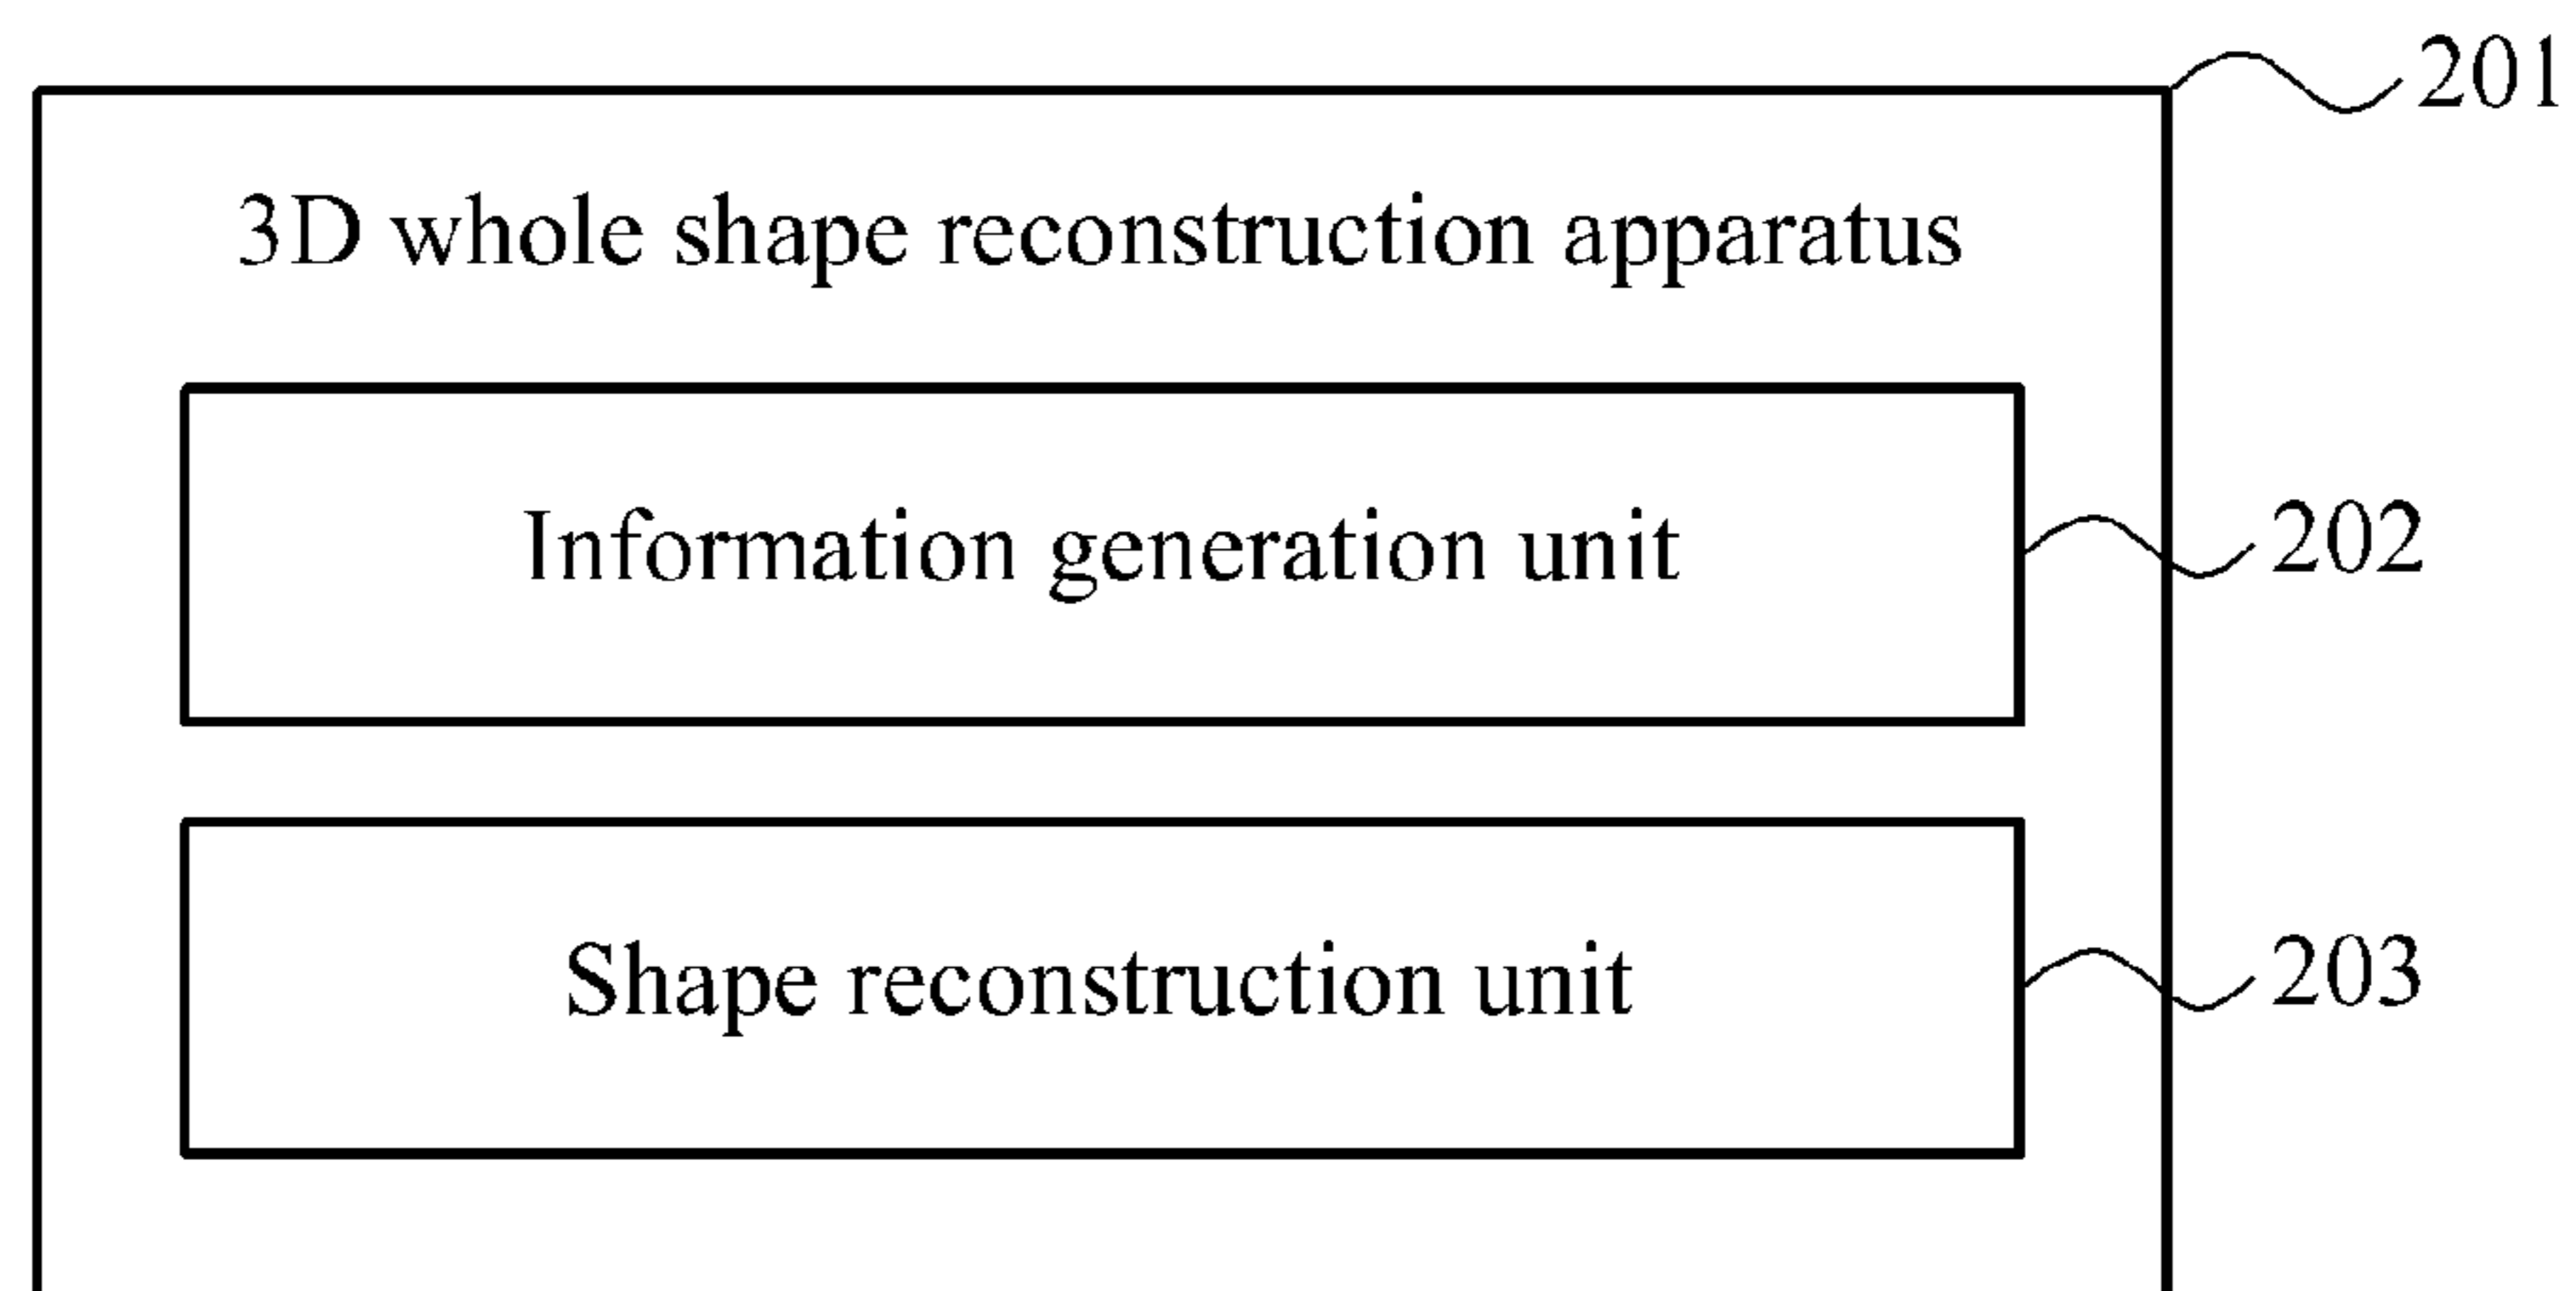 201
3D whole shape reconstruction apparatus
Information generation unit
202
Shape reconstruction unit
203